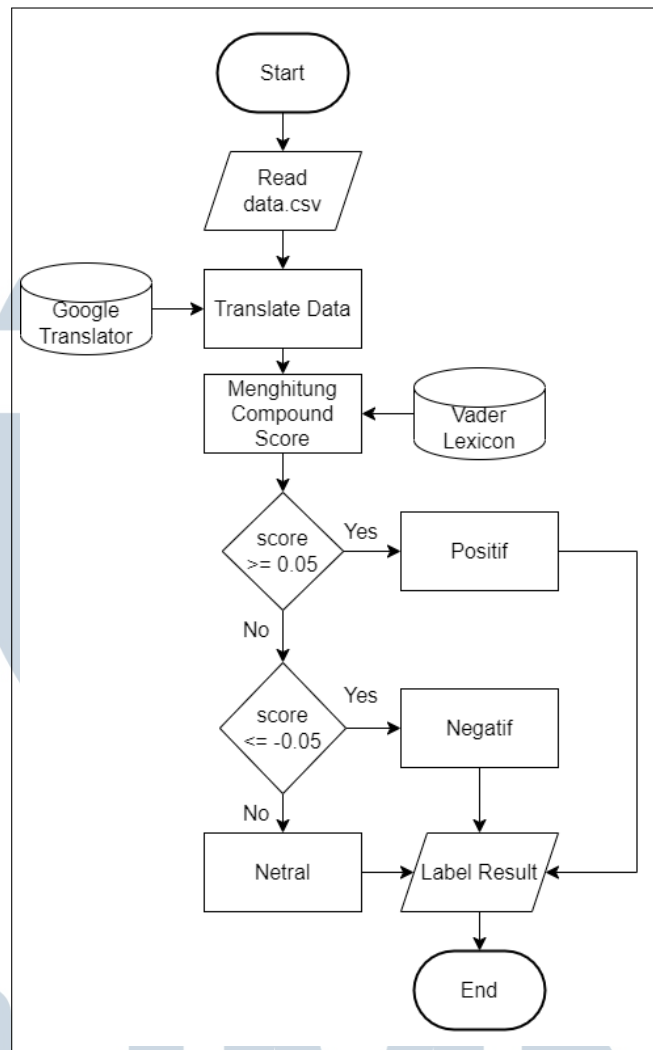 Start
Read
data.csv
Google
Translator
Translate Data
Menghitung
Compound
Score
Vader
Lexicon
score
>= 0.05
Yes
Positif
No
score
<= -0.05
Yes
Negatif
No
Netral
Label Result
End